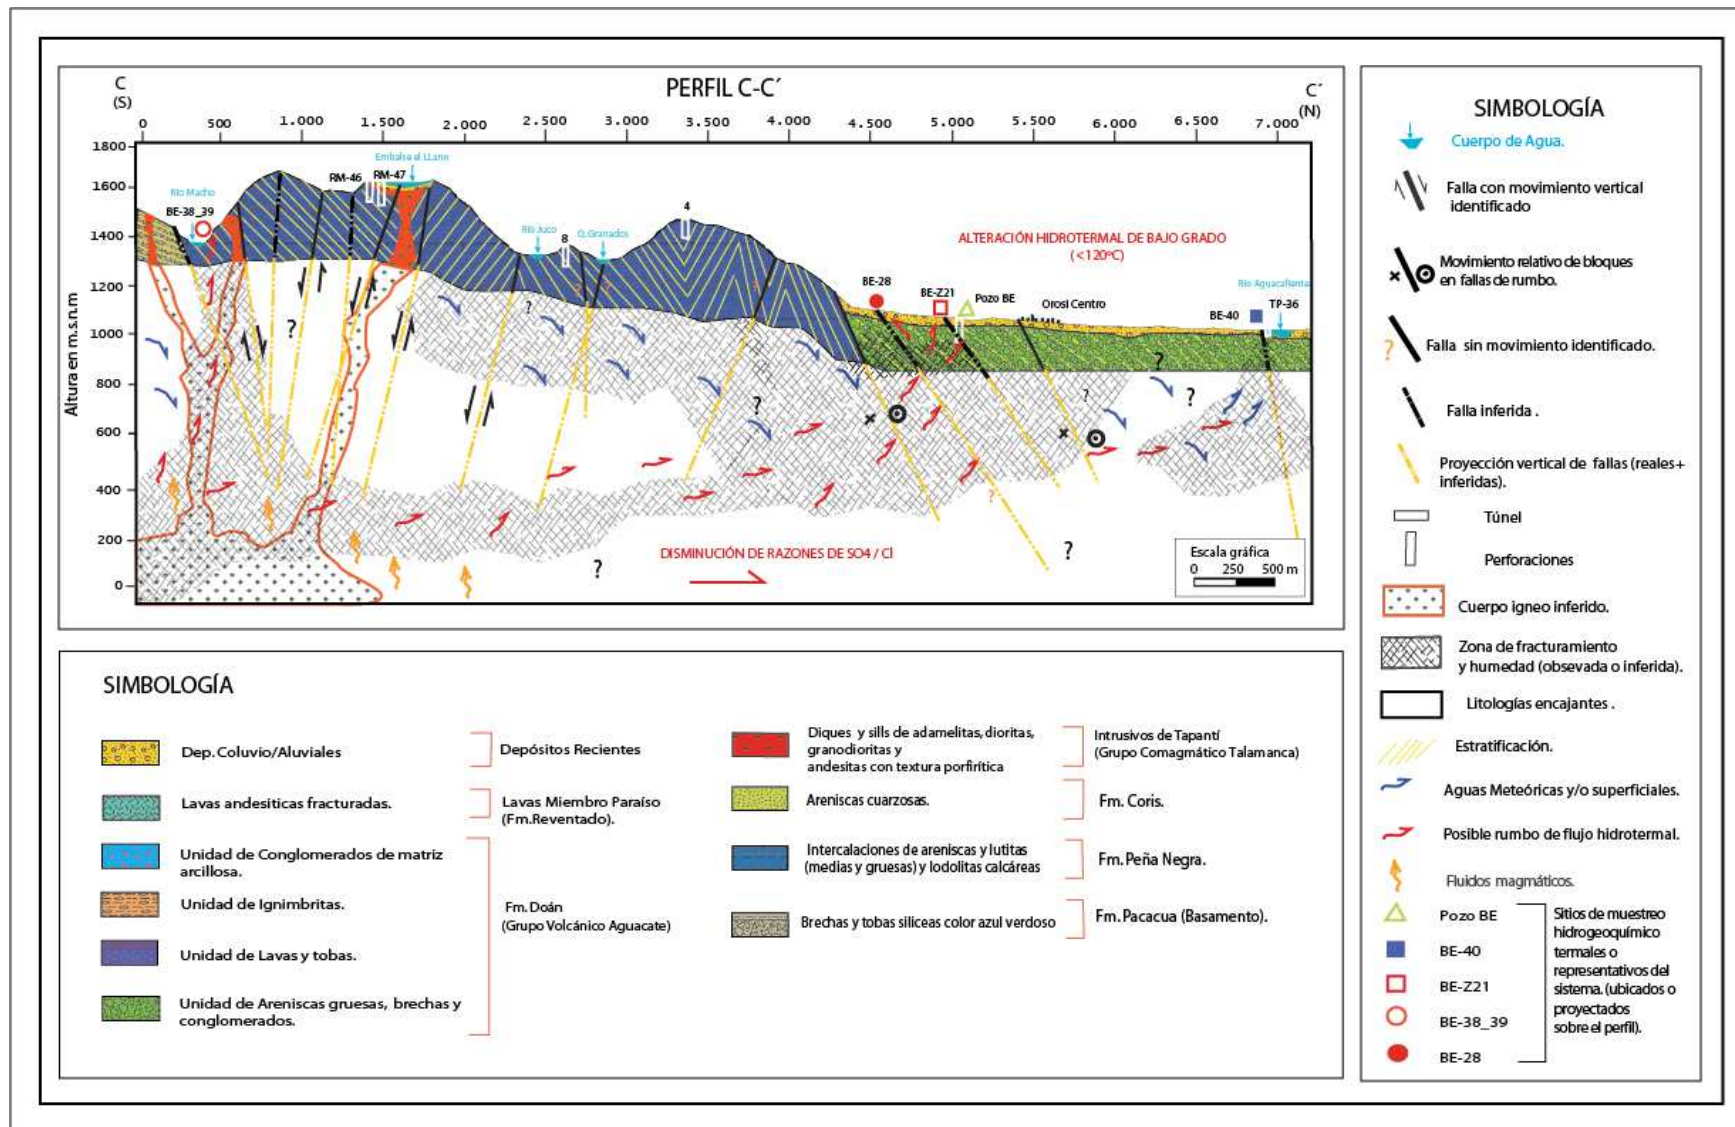 PERFIL C-C´
C
(S)
C´
(N)
0 500 1.000 1.500 2.000 2.500 3.000 3.500 4.000 4.500 5.000 5.500 6.000 6.500 7.000
Altura en m.s.n.m
1800
1600
1400
1200
1000
800
600
400
200
0
Río Macho
BE-38_39
RM-46
RM-47
Embalse el LLano
Río Juco
8
Q.Granados
4
ALTERACIÓN HIDROTERMAL DE BAJO GRADO
(<120ºC)
BE-28
BE-Z21
Pozo BE
Orosi Centro
BE-40
TP-36
DISMINUCIÓN DE RAZONES DE SO4 / Cl
Escala gráfica
0 250 500 m
SIMBOLOGÍA
Cuerpo de Agua.
Falla con movimiento vertical
identificado
Movimiento relativo de bloques
en fallas de rumbo.
Falla sin movimiento identificado.
Falla inferida .
Proyección vertical de fallas (reales+
inferidas).
Túnel
Perforaciones
Cuerpo igneo inferido.
Zona de fracturamiento
y humedad (obsevada o inferida).
Litologías encajantes .
Estratificación.
Aguas Meteóricas y/o superficiales.
Posible rumbo de flujo hidrotermal.
Fluidos magmáticos.
Pozo BE
BE-40
BE-Z21
BE-38_39
BE-28
Sitios de muestreo
hidrogeoquímico
termales o
representativos del
sistema. (ubicados o
proyectados
sobre el perfil).
SIMBOLOGÍA
Dep. Coluvio/Aluviales
Depósitos Recientes
Lavas andesiticas fracturadas.
Lavas Miembro Paraíso
(Fm.Reventado).
Unidad de Conglomerados de matriz
arcillosa.
Unidad de Ignimbritas.
Unidad de Lavas y tobas.
Unidad de Areniscas gruesas, brechas y
conglomerados.
Fm. Doán
(Grupo Volcánico Aguacate)
Diques y sills de adamelitas, dioritas,
granodioritas y
andesitas con textura porfirítica
Intrusivos de Tapantí
(Grupo Comagmático Talamanca)
Areniscas cuarzosas.
Fm. Coris.
Intercalaciones de areniscas y lutitas
(medias y gruesas) y lodolitas calcáreas
Fm. Peña Negra.
Brechas y tobas siliceas color azul verdoso
Fm. Pacacua (Basamento).